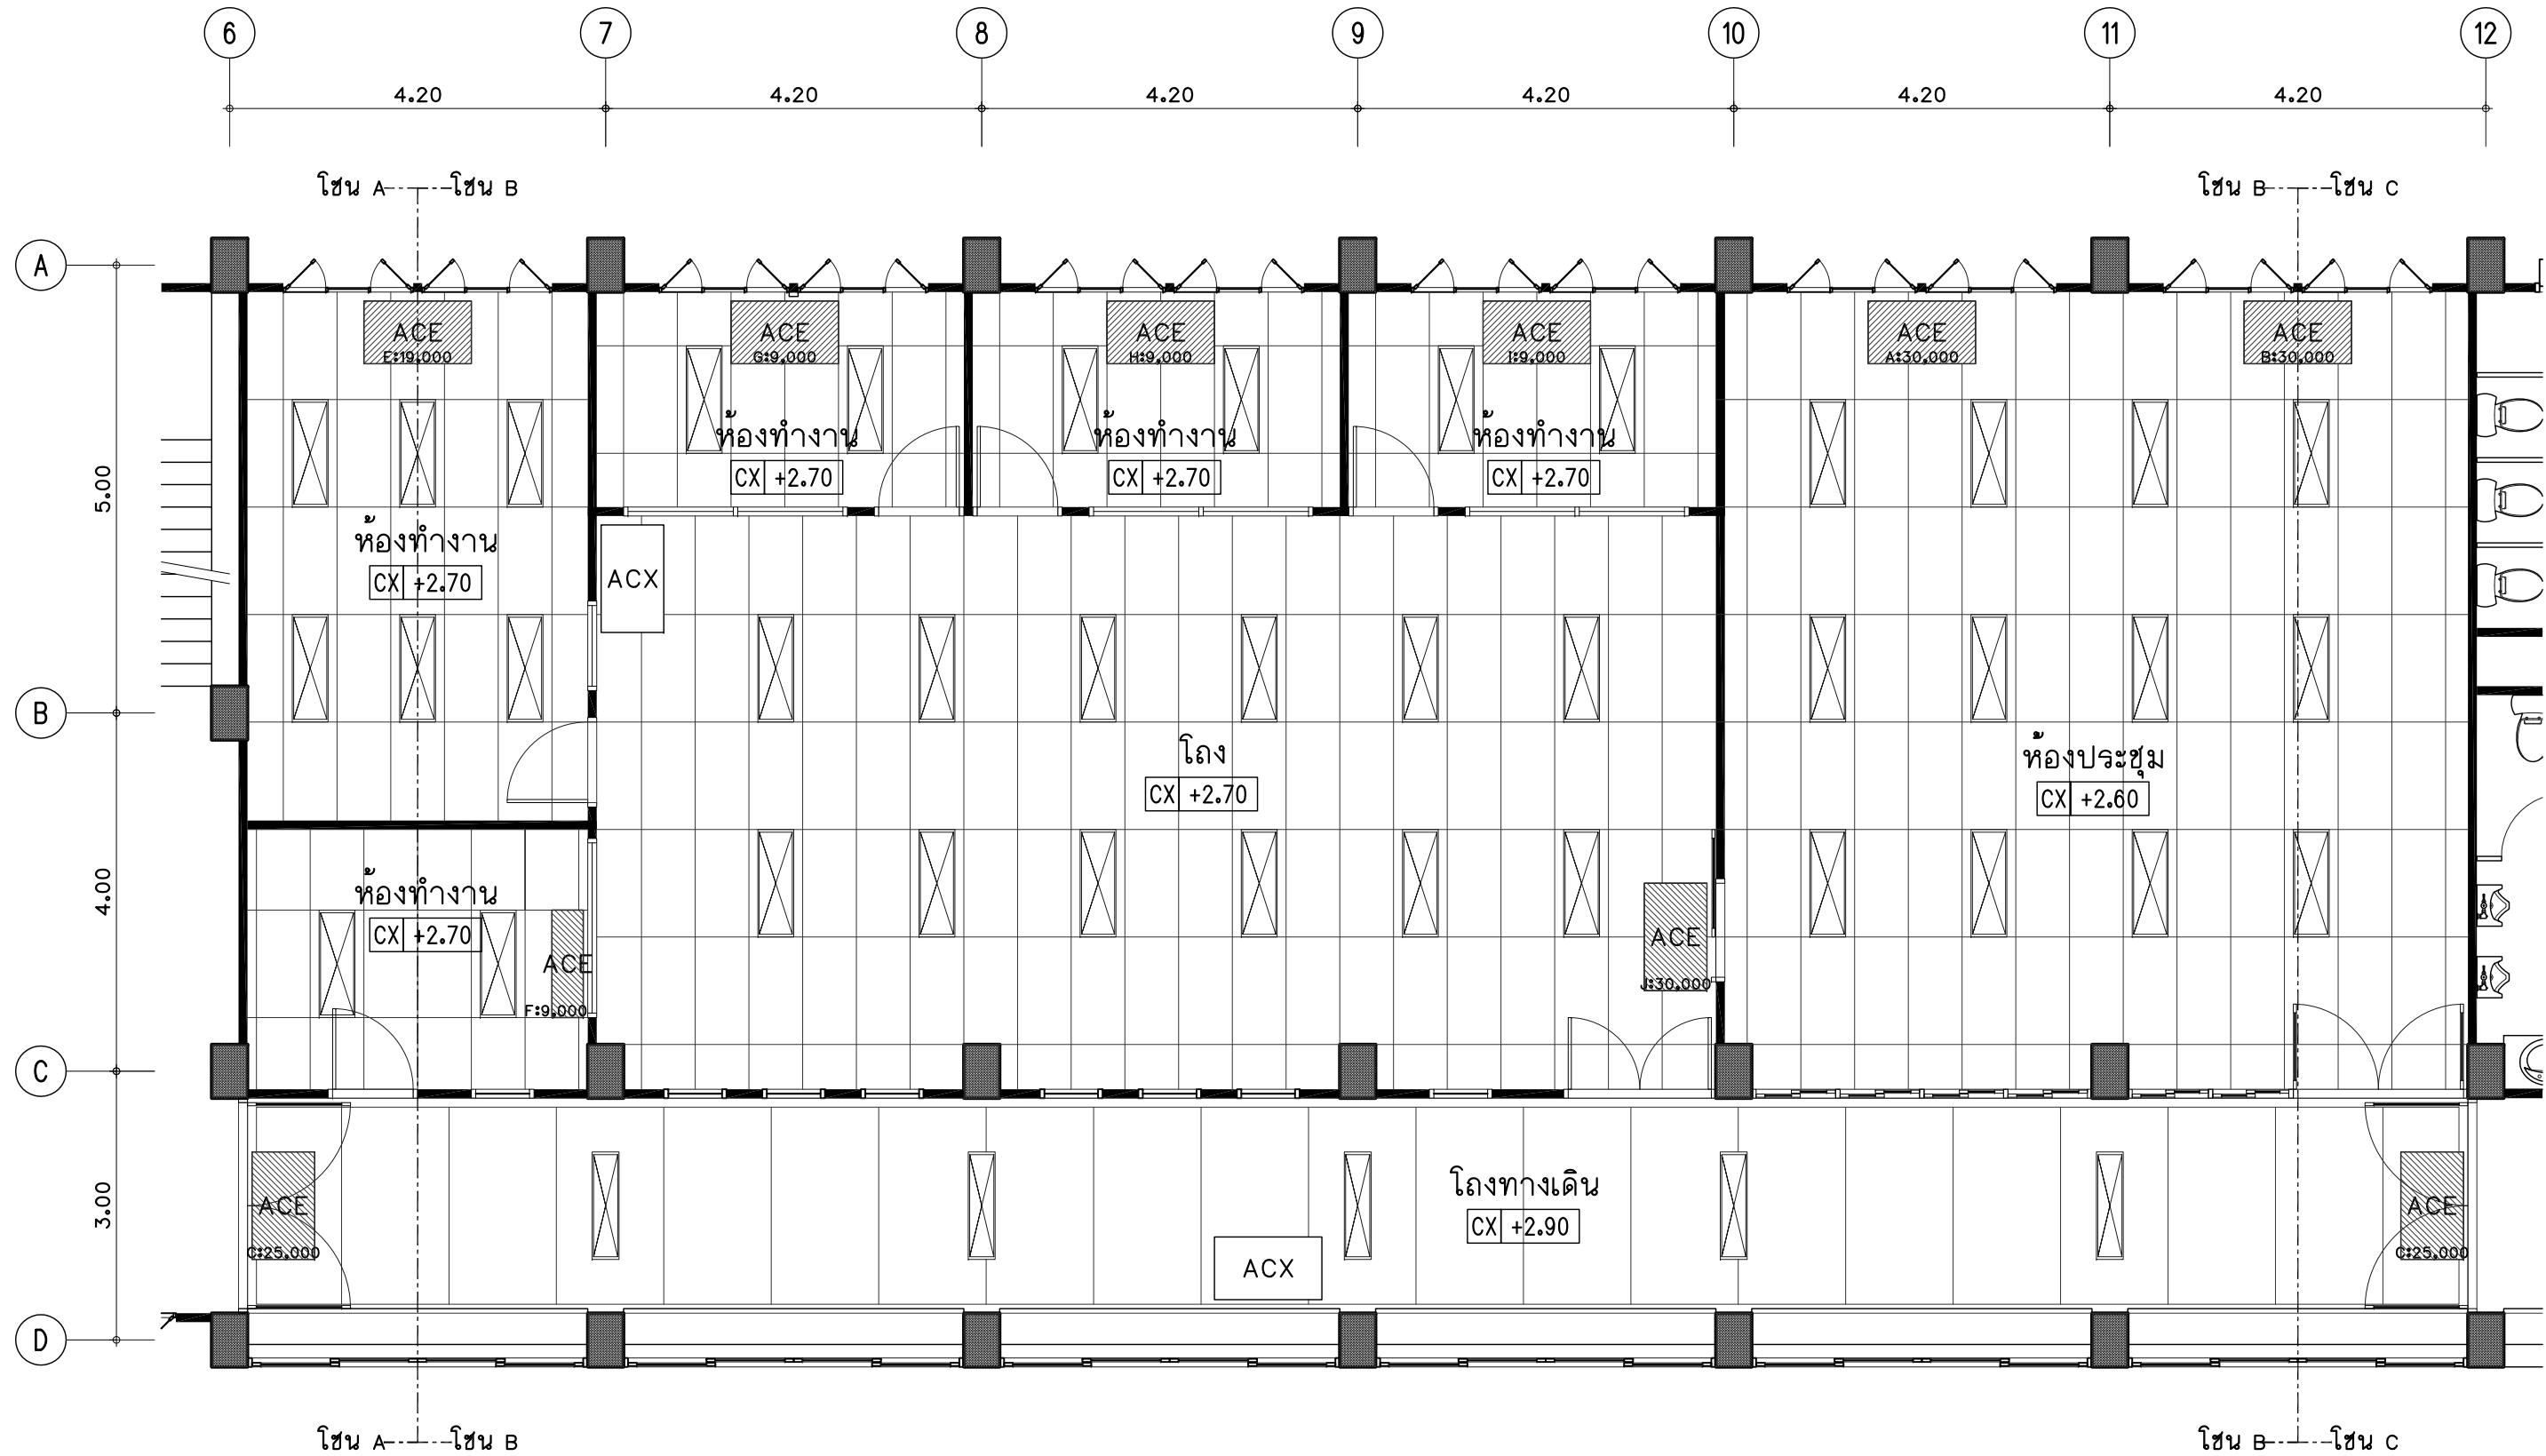 6 7 8 9 10 11 12
4.20 4.20 4.20 4.20 4.20 4.20
โซน A โซน B โซน B โซน C
A
ACE ACE ACE ACE ACE ACE
E:19,000 G:9,000 H:9,000 I:9,000 A:30,000 B:30,000
ห้องทำงาน ห้องทำงาน ห้องทำงาน
CX +2.70 CX +2.70 CX +2.70
5.00
ห้องทำงาน
CX +2.70
ACX
B
โถง
CX +2.70
ห้องประชุม
CX +2.60
4.00
ห้องทำงาน
CX +2.70
ACE
F:9,000
ACE
J:30,000
C
3.00
ACE
C:25,000
โถงทางเดิน
CX +2.90
ACX
ACE
C:25,000
D
โซน A โซน B โซน B โซน C